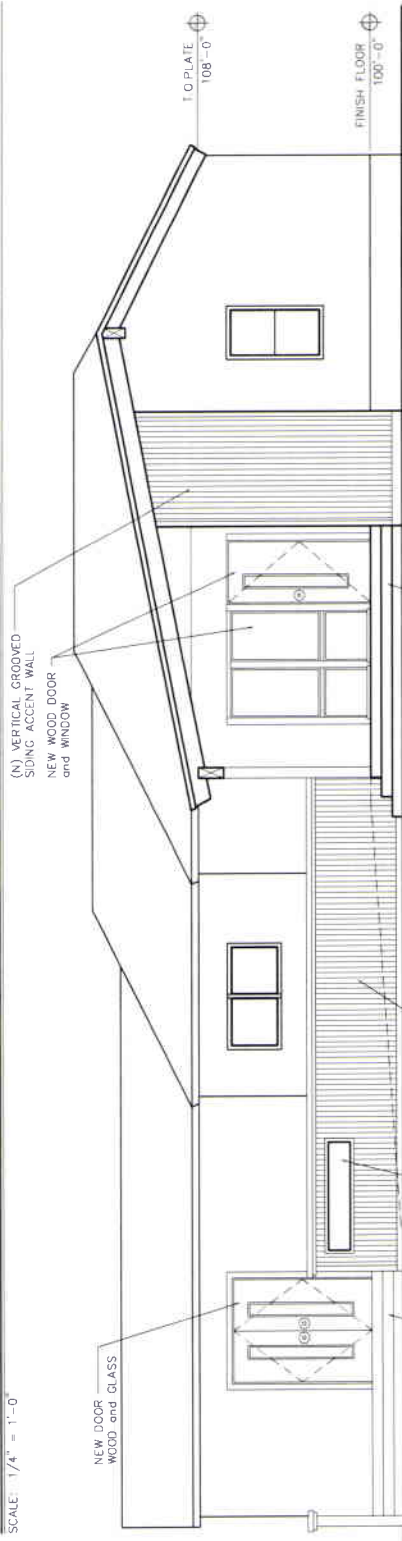 SCALE: 1/4" = 1'-0"
(N) VERTICAL GROOVED
SIDING ACCENT WALL
NEW WOOD DOOR
and WINDOW
NEW DOOR
WOOD and GLASS
T O PLATE
108'-0"
FINISH FLOOR
100'-0"